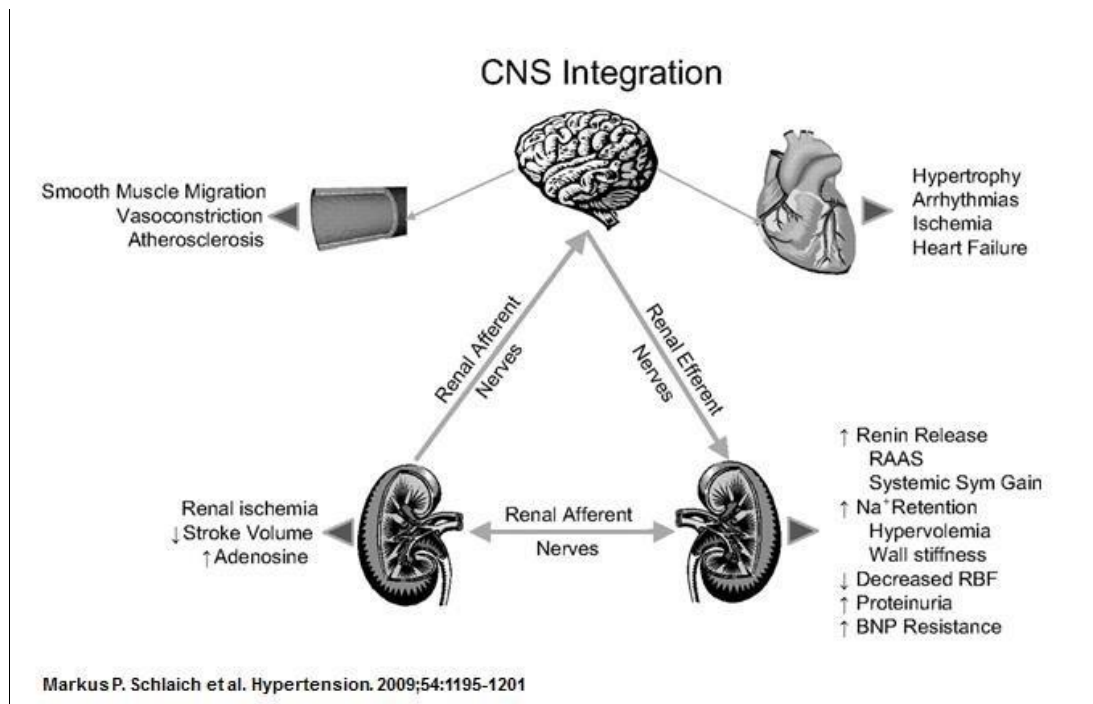 CNS Integration
Smooth Muscle Migration
Vasoconstriction
Atherosclerosis
Hypertrophy
Arrhythmias
Ischemia
Heart Failure
Renal Afferent
Nerves
Renal Efferent
Nerves
Renal ischemia
↓Stroke Volume
↑Adenosine
Renal Afferent
Nerves
↑ Renin Release
RAAS
Systemic Sym Gain
↑ Na⁺Retention
Hypervolemia
Wall stiffness
↓ Decreased RBF
↑ Proteinuria
↑ BNP Resistance
Markus P. Schlaich et al. Hypertension. 2009;54:1195-1201